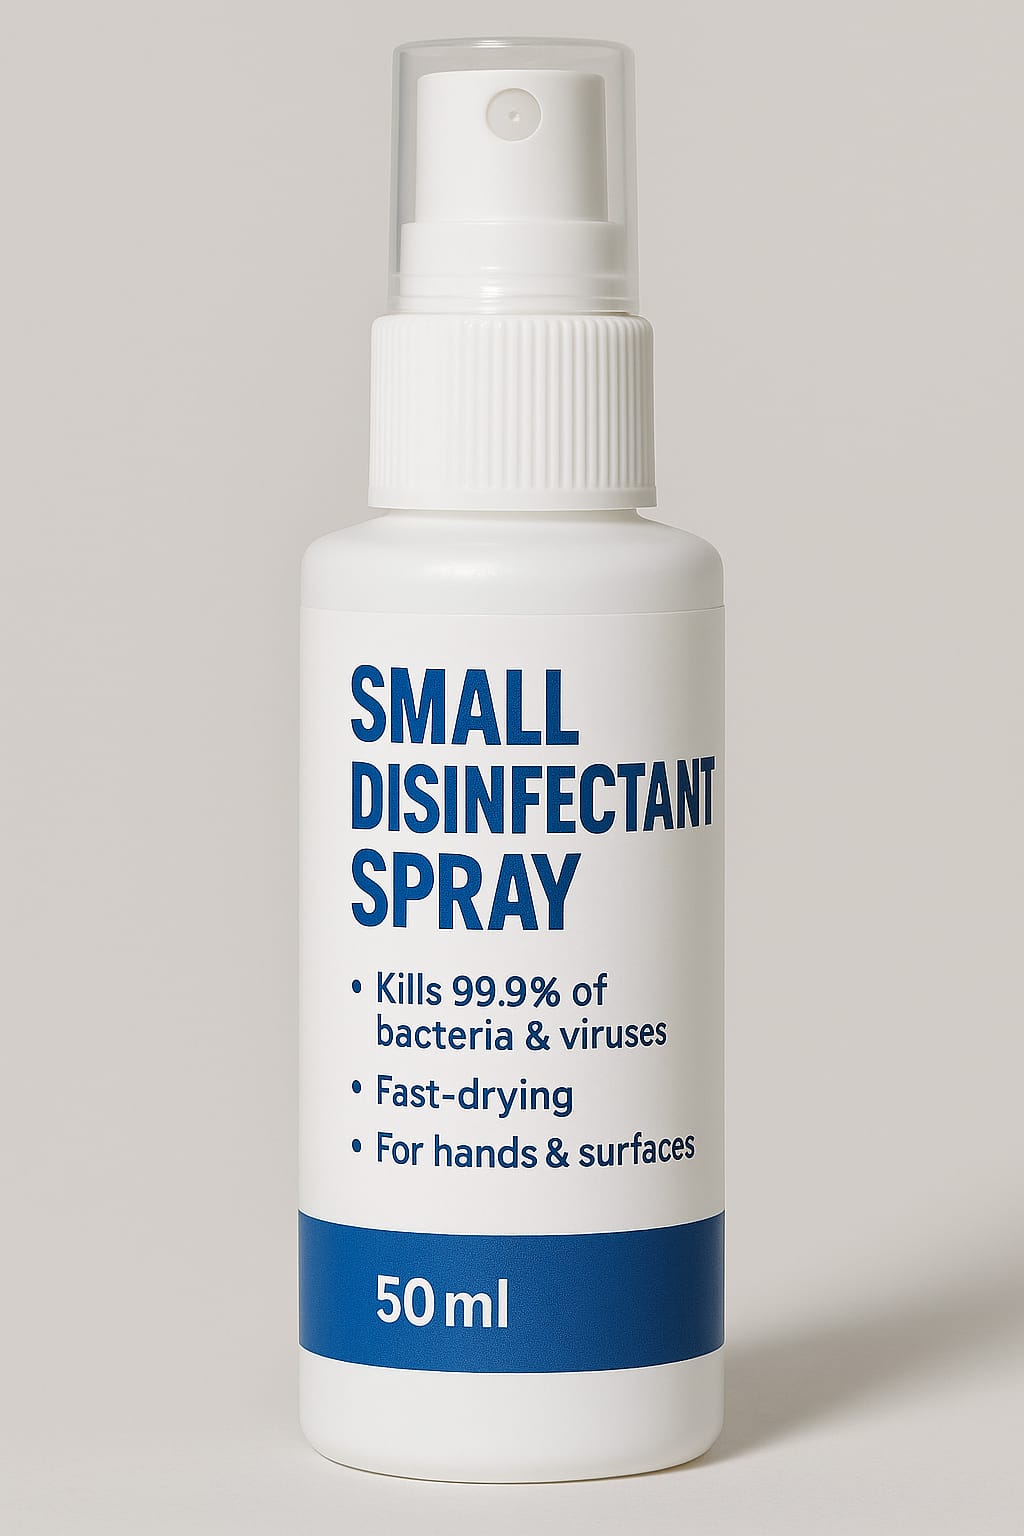 SMALL
DISINFECTANT
SPRAY
• Kills 99.9% of
bacteria & viruses
• Fast-drying
• For hands & surfaces
50 ml